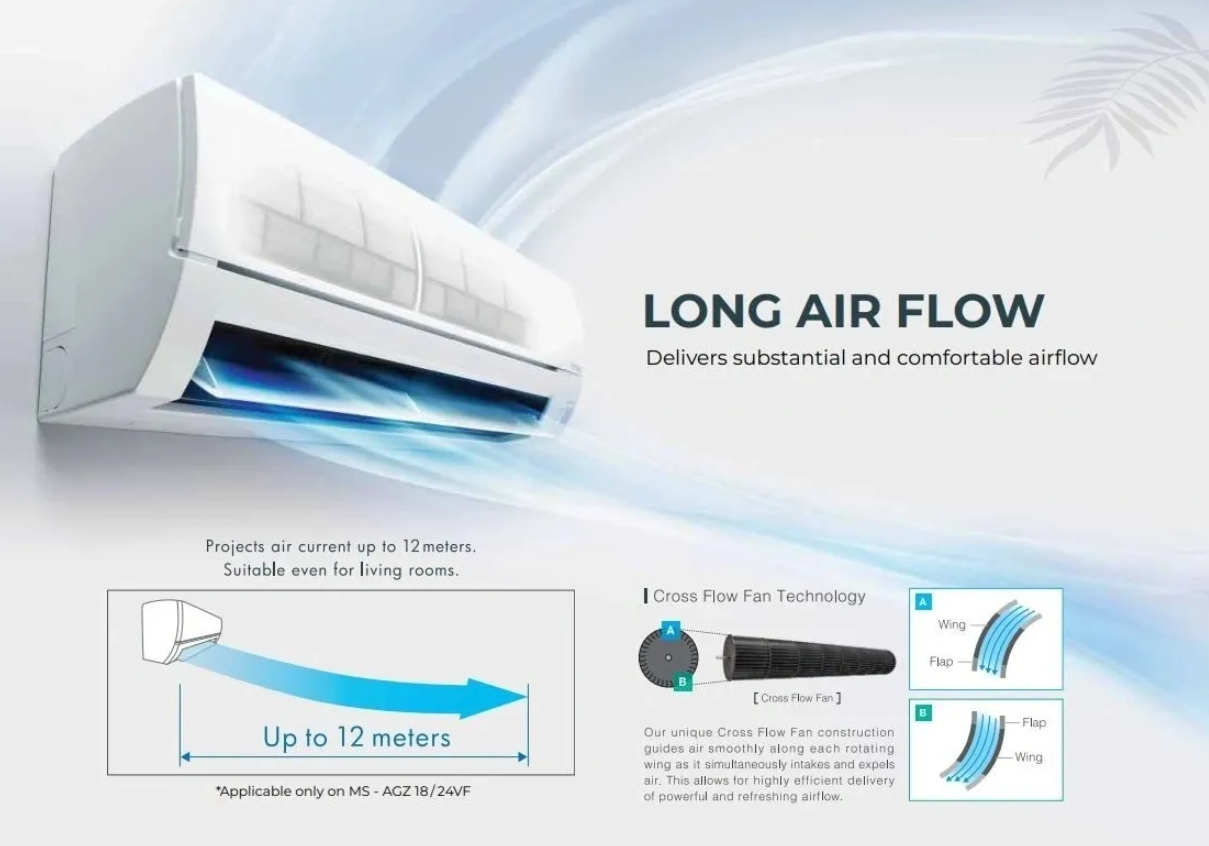 LONG AIR FLOW
Delivers substantial and comfortable airflow
Projects air current up to 12 meters.
Suitable even for living rooms.
Up to 12 meters
*Applicable only on MS - AGZ 18/24VF
Cross Flow Fan Technology
A
B
[ Cross Flow Fan ]
Our unique Cross Flow Fan construction
guides air smoothly along each rotating
wing as it simultaneously intakes and expels
air. This allows for highly efficient delivery
of powerful and refreshing airflow.
A
Wing
Flap
B
Flap
Wing